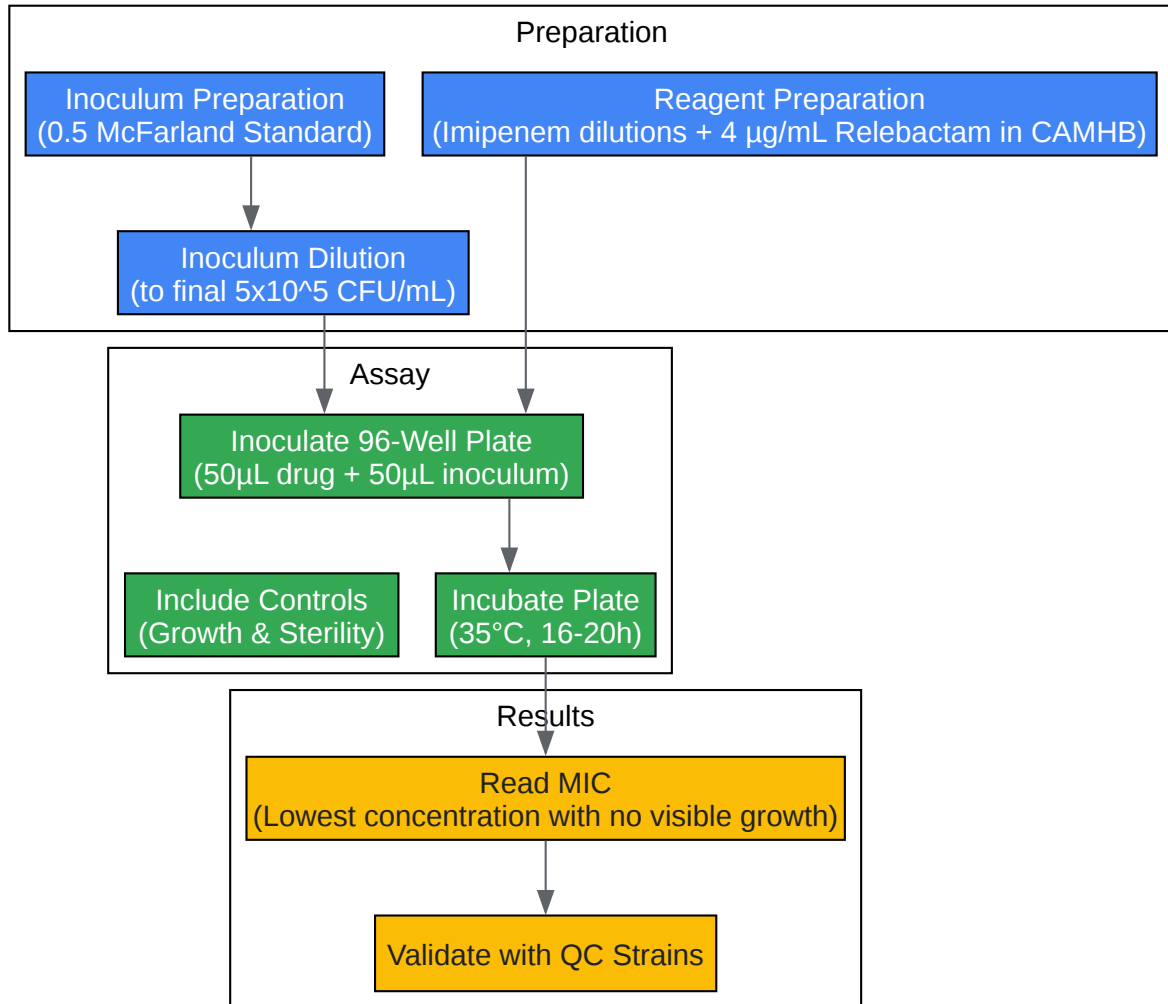 Preparation
Inoculum Preparation
(0.5 McFarland Standard)
Reagent Preparation
(Imipenem dilutions + 4 µg/mL Relebactam in CAMHB)
Inoculum Dilution
(to final 5x10^5 CFU/mL)
Assay
Inoculate 96-Well Plate
(50µL drug + 50µL inoculum)
Include Controls
(Growth & Sterility)
Incubate Plate
(35°C, 16-20h)
Results
Read MIC
(Lowest concentration with no visible growth)
Validate with QC Strains